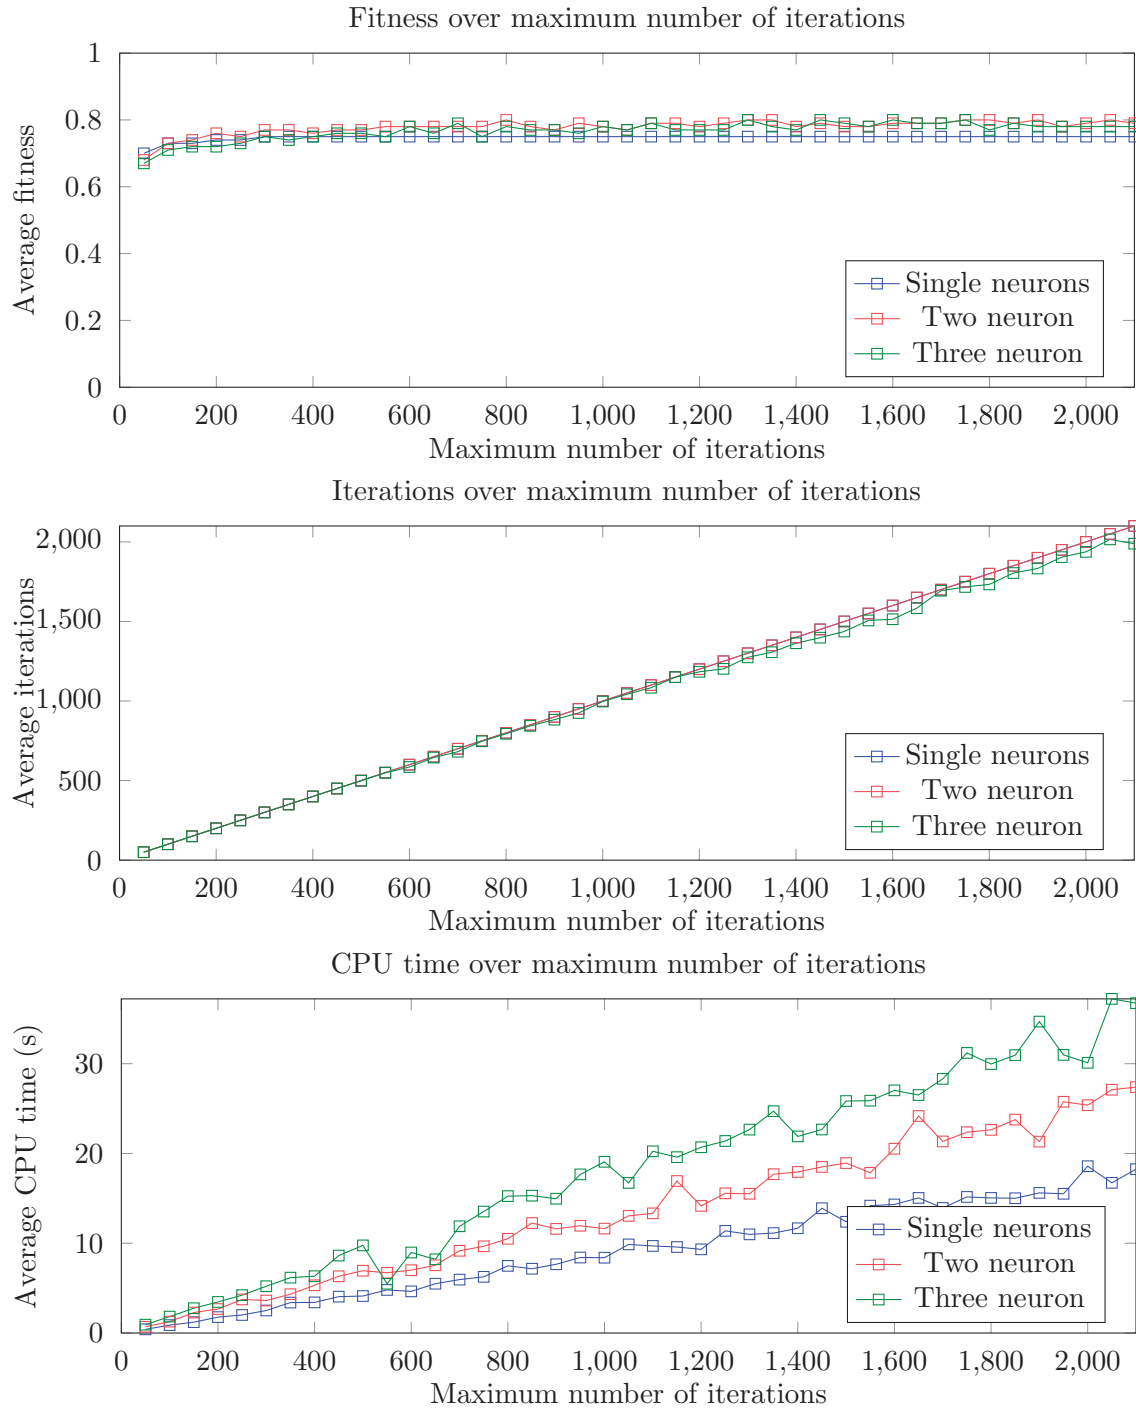 Fitness over maximum number of iterations
1
0.8
0.6
0.4
0.2
0
Average fitness
Single neurons
Two neuron
Three neuron
0 200 400 600 800 1,000 1,200 1,400 1,600 1,800 2,000
Maximum number of iterations
Iterations over maximum number of iterations
2,000
1,500
1,000
500
0
Average iterations
Single neurons
Two neuron
Three neuron
0 200 400 600 800 1,000 1,200 1,400 1,600 1,800 2,000
Maximum number of iterations
CPU time over maximum number of iterations
30
20
10
0
Average CPU time (s)
Single neurons
Two neuron
Three neuron
0 200 400 600 800 1,000 1,200 1,400 1,600 1,800 2,000
Maximum number of iterations